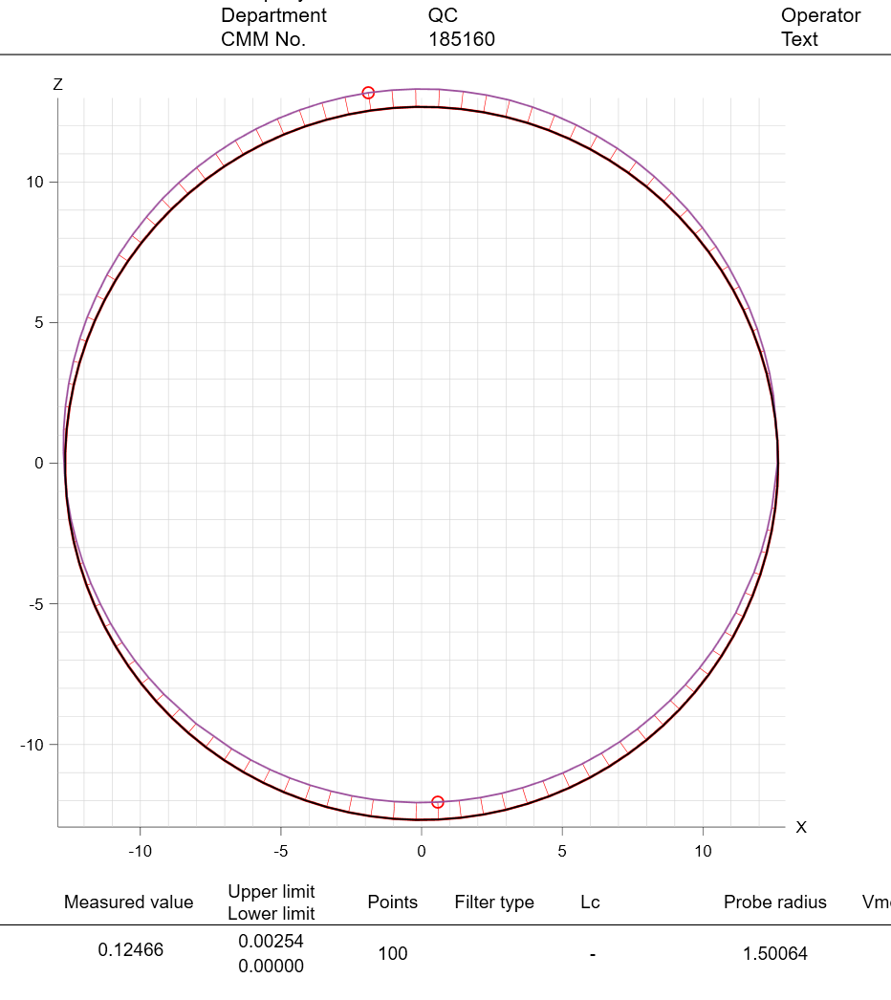 Department QC Operator
CMM No. 185160 Text
Z
10
5
0
-5
-10
X
-10 -5 0 5 10
Measured value Upper limit Points Filter type Lc Probe radius
Lower limit
0.12466 0.00254 100 - 1.50064
0.00000